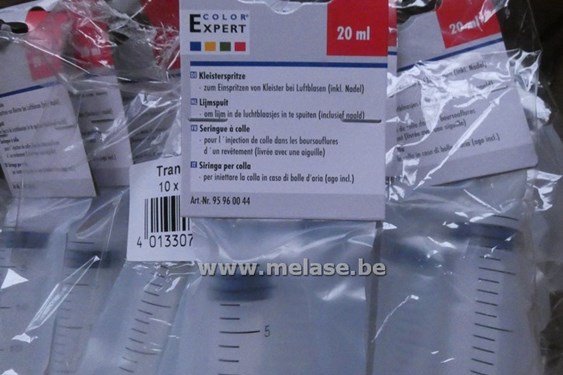 COLOR
EXPERT
20 ml
20 ml
Kleisterspritze
· zum Einspritzen von Kleister bei Luftblasen (inkl. Nadel)
Lijmspuit
· om lijm in de luchtblaasjes in te spuiten (inclusief naald)
Seringue à colle
· pour l'injection de colle dans les boursouflures
d'un revêtement (livrée avec une aiguille)
Siringa per colla
· per iniettare la colla in caso di bolle d'aria (ago incl.)
Art.-Nr. 95 96 00 44
Tran
10 x
4 013307
www.melase.be
5